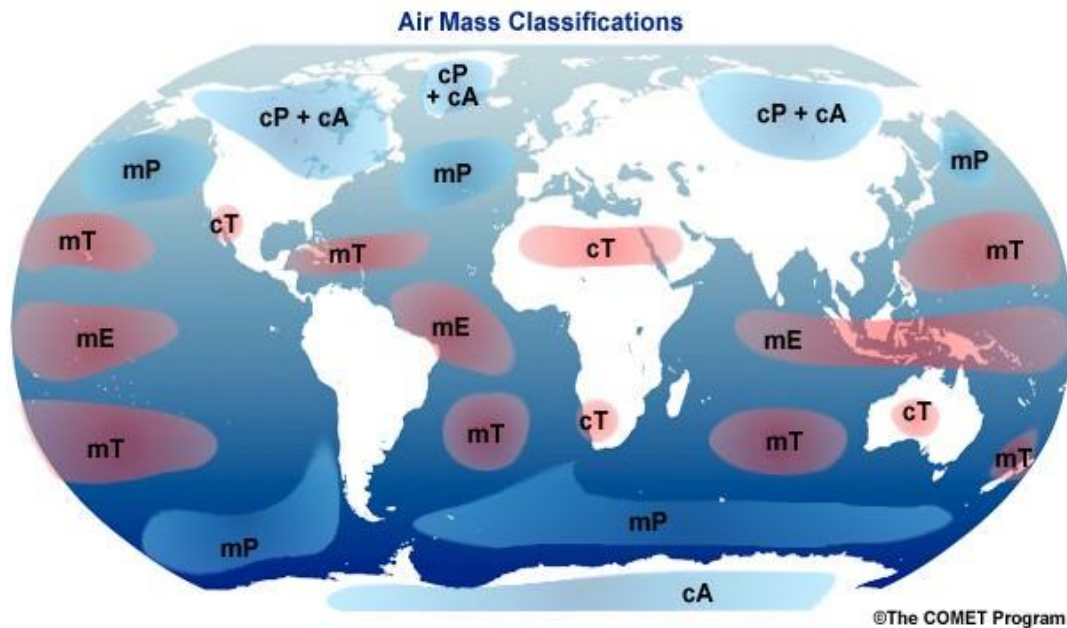 Air Mass Classifications
cP
+ cA
cP + cA
cP + cA
mP
mP
mP
cT
mT
mT
cT
mT
mE
mE
mE
mT
mT
cT
mT
cT
mT
mP
mP
cA
©The COMET Program